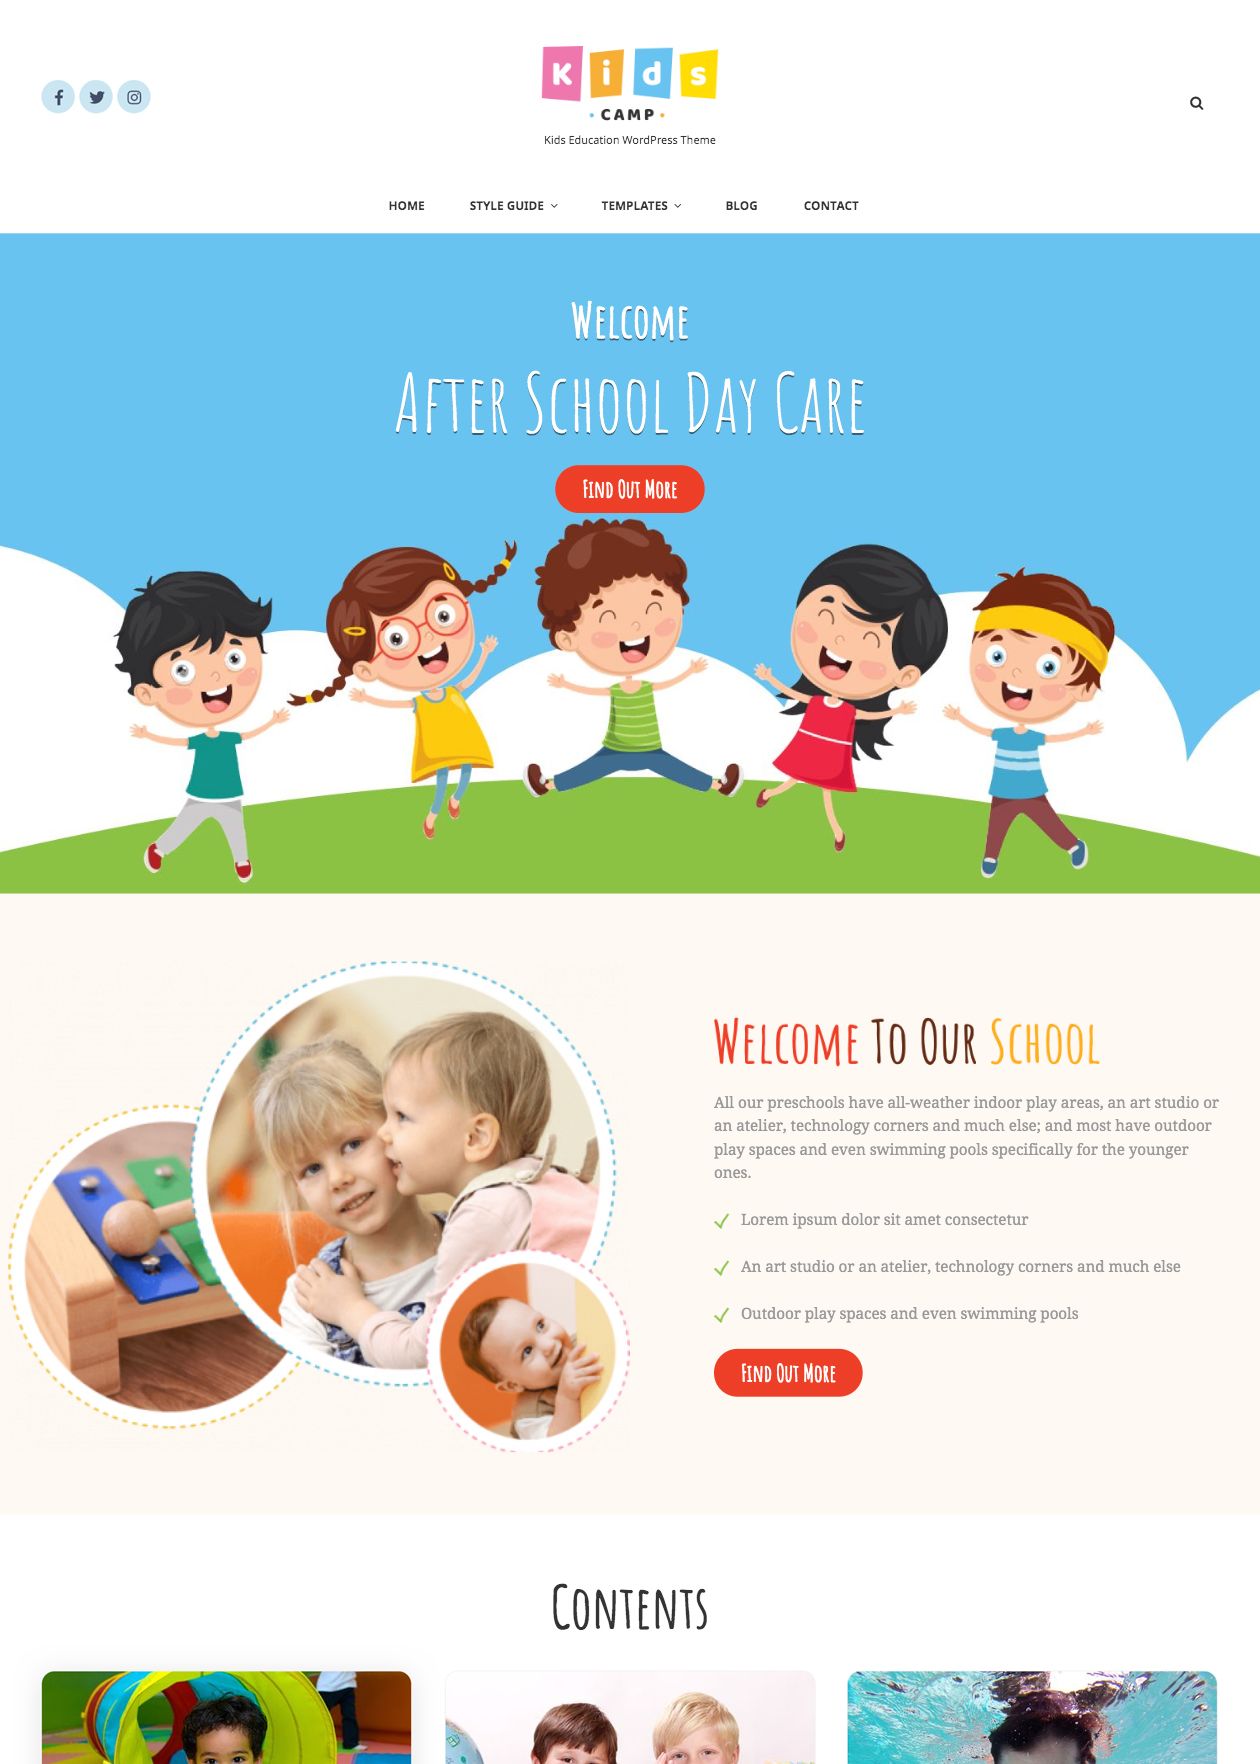 Kids
CAMP
Kids Education WordPress Theme
HOME STYLE GUIDE TEMPLATES BLOG CONTACT
Welcome
After School Day Care
Find Out More
Welcome To Our School
All our preschools have all-weather indoor play areas, an art studio or
an atelier, technology corners and much else; and most have outdoor
play spaces and even swimming pools specifically for the younger
ones.
Lorem ipsum dolor sit amet consectetur
An art studio or an atelier, technology corners and much else
Outdoor play spaces and even swimming pools
Find Out More
Contents